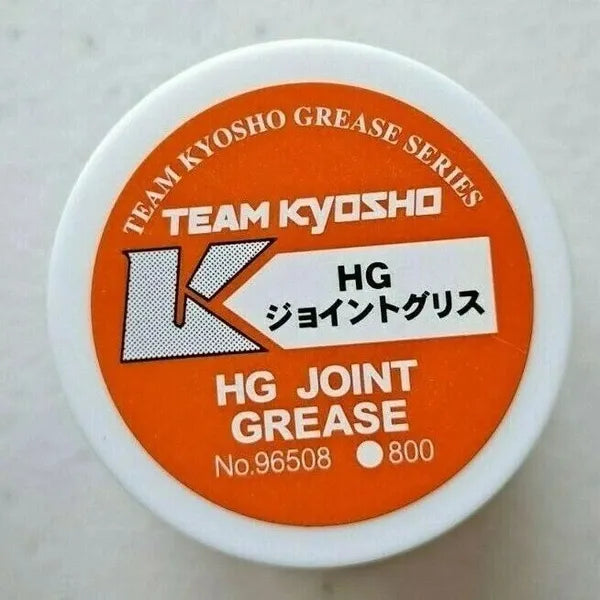 TEAM KYOSHO GREASE SERIES
TEAM KYOSHO
K
HG
ジョイントグリス
HG JOINT
GREASE
No.96508 ●800